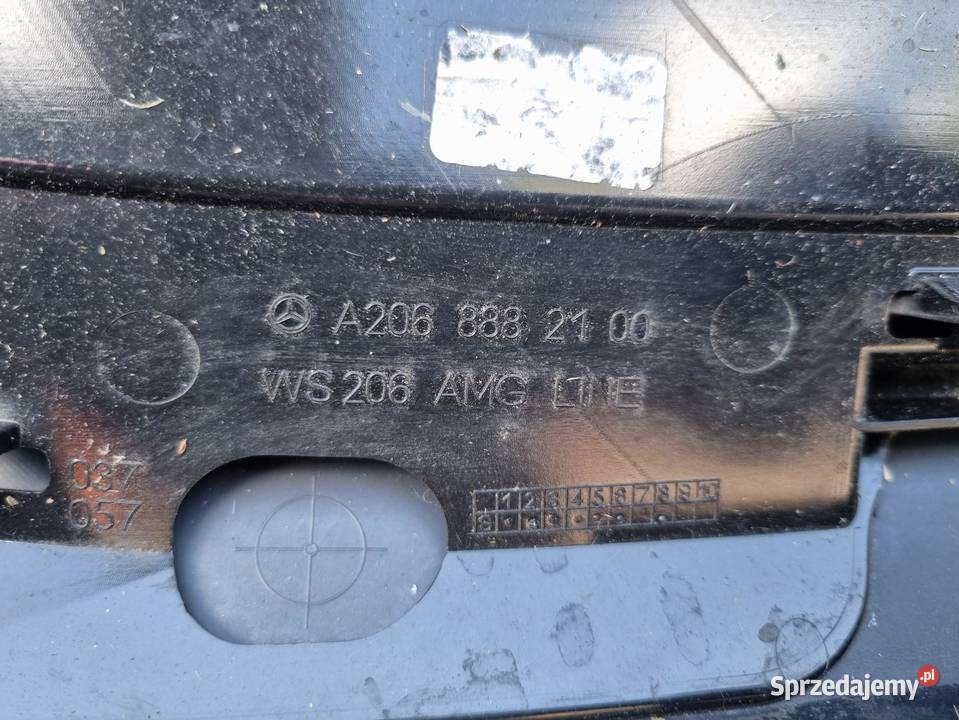 A206 888 21 00
WS 206 AMG LINE
037
057
1 2 3 4 5 6 7 8 9 10
Sprzedajemy.pl